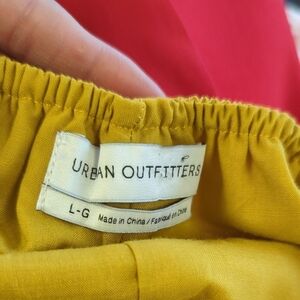 URBAN OUTFITTERS
L-G Made in China / Fabriqué en Chine